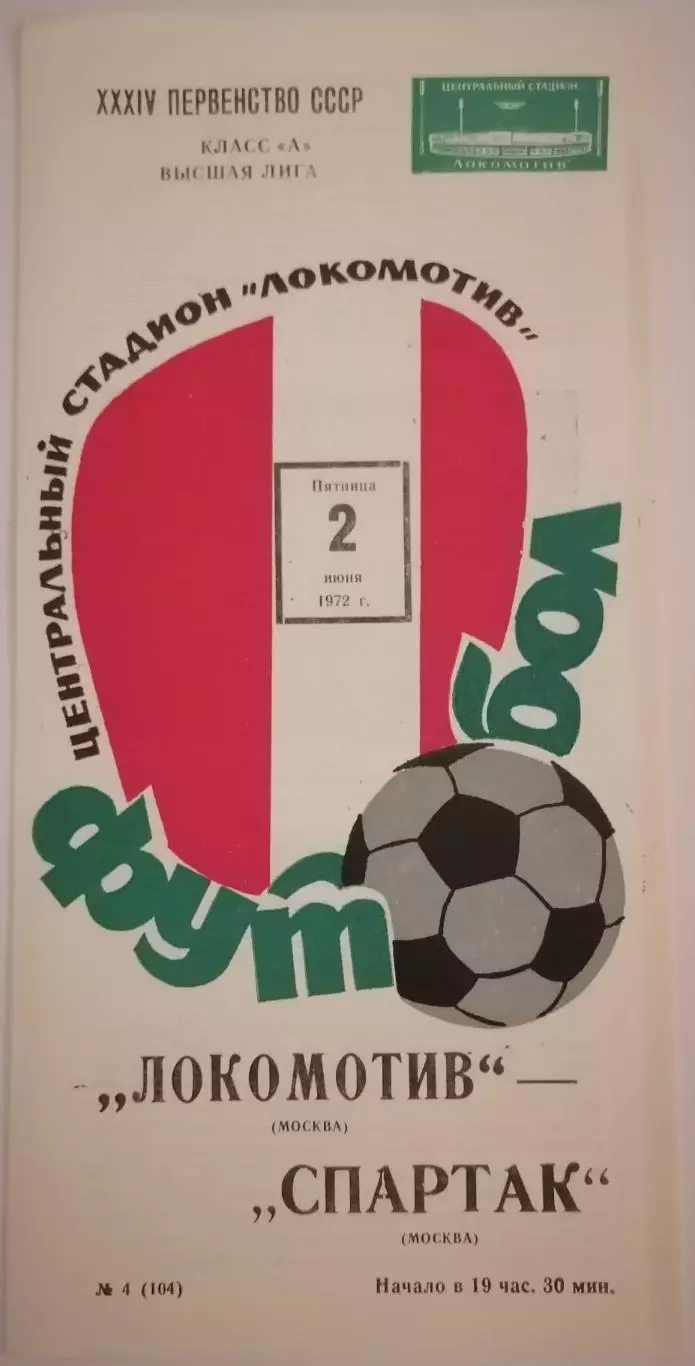 XXXIV ПЕРВЕНСТВО СССР
КЛАСС «А»
ВЫСШАЯ ЛИГА
ЦЕНТРАЛЬНЫЙ СТАДИОН
ЛОКОМОТИВ
ЦЕНТРАЛЬНЫЙ СТАДИОН „ЛОКОМОТИВ“
Пятница
2
июня
1972 г.
футбол
„ЛОКОМОТИВ“ —
(МОСКВА)
„СПАРТАК“
(МОСКВА)
№ 4 (104)
Начало в 19 час. 30 мин.